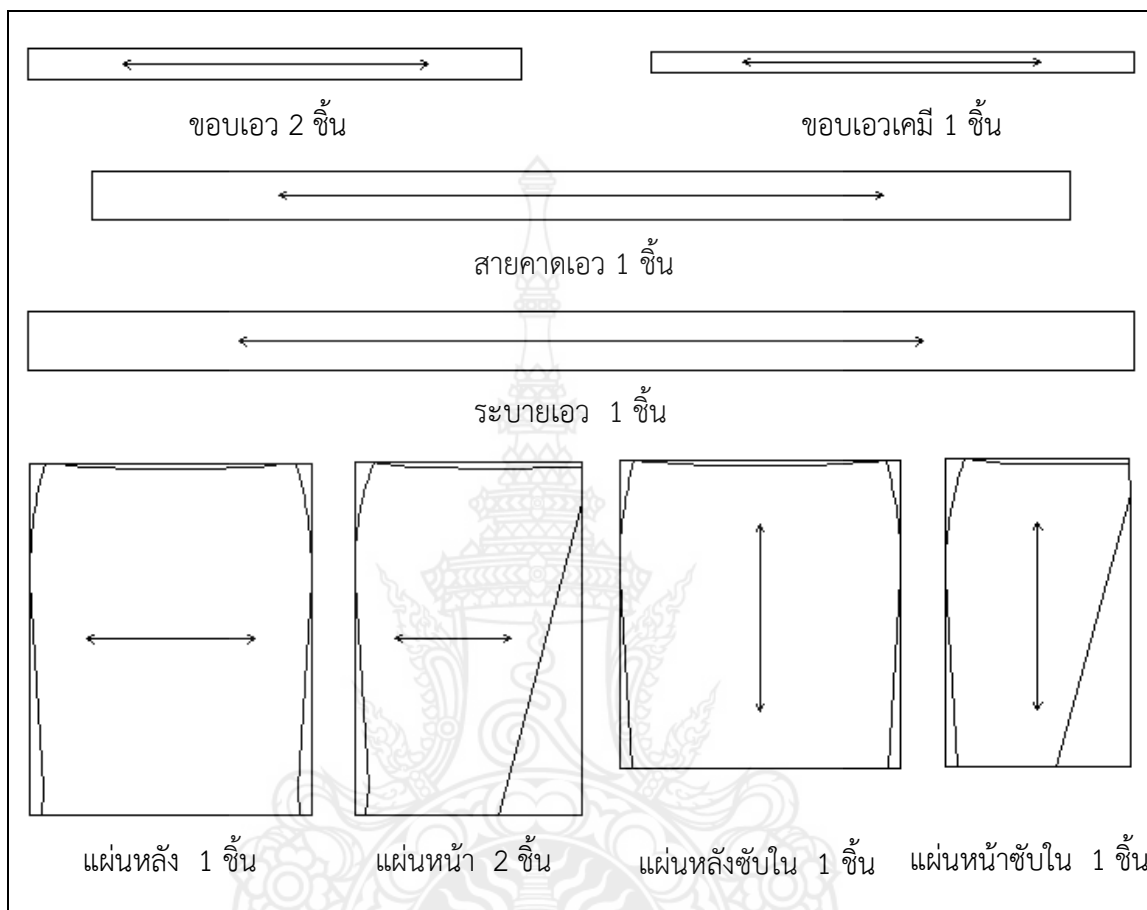 ขอบเอว 2 ชิ้น ขอบเอวเคมี 1 ชิ้น
สายคาดเอว 1 ชิ้น
ระบายเอว 1 ชิ้น
แผ่นหลัง 1 ชิ้น แผ่นหน้า 2 ชิ้น แผ่นหลังซับใน 1 ชิ้น แผ่นหน้าซับใน 1 ชิ้น